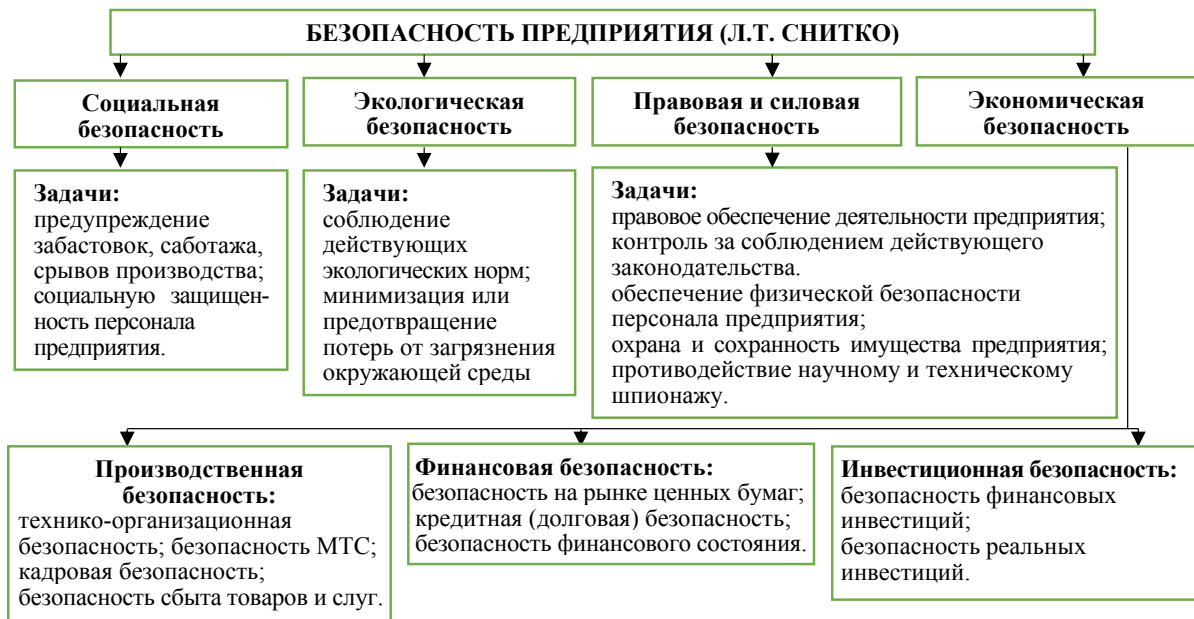 БЕЗОПАСНОСТЬ ПРЕДПРИЯТИЯ (Л.Т. СНИТКО)
Социальная
безопасность
Экологическая
безопасность
Правовая и силовая
безопасность
Экономическая
безопасность
Задачи:
предупреждение
забастовок, саботажа,
срывов производства;
социальную защищен-
ность персонала
предприятия.
Задачи:
соблюдение
действующих
экологических норм;
минимизация или
предотвращение
потерь от загрязнения
окружающей среды
Задачи:
правовое обеспечение деятельности предприятия;
контроль за соблюдением действующего
законодательства.
обеспечение физической безопасности
персонала предприятия;
охрана и сохранность имущества предприятия;
противодействие научному и техническому
шпионажу.
Производственная
безопасность:
технико-организационная
безопасность; безопасность МТС;
кадровая безопасность;
безопасность сбыта товаров и слуг.
Финансовая безопасность:
безопасность на рынке ценных бумаг;
кредитная (долговая) безопасность;
безопасность финансового состояния.
Инвестиционная безопасность:
безопасность финансовых
инвестиций;
безопасность реальных
инвестиций.